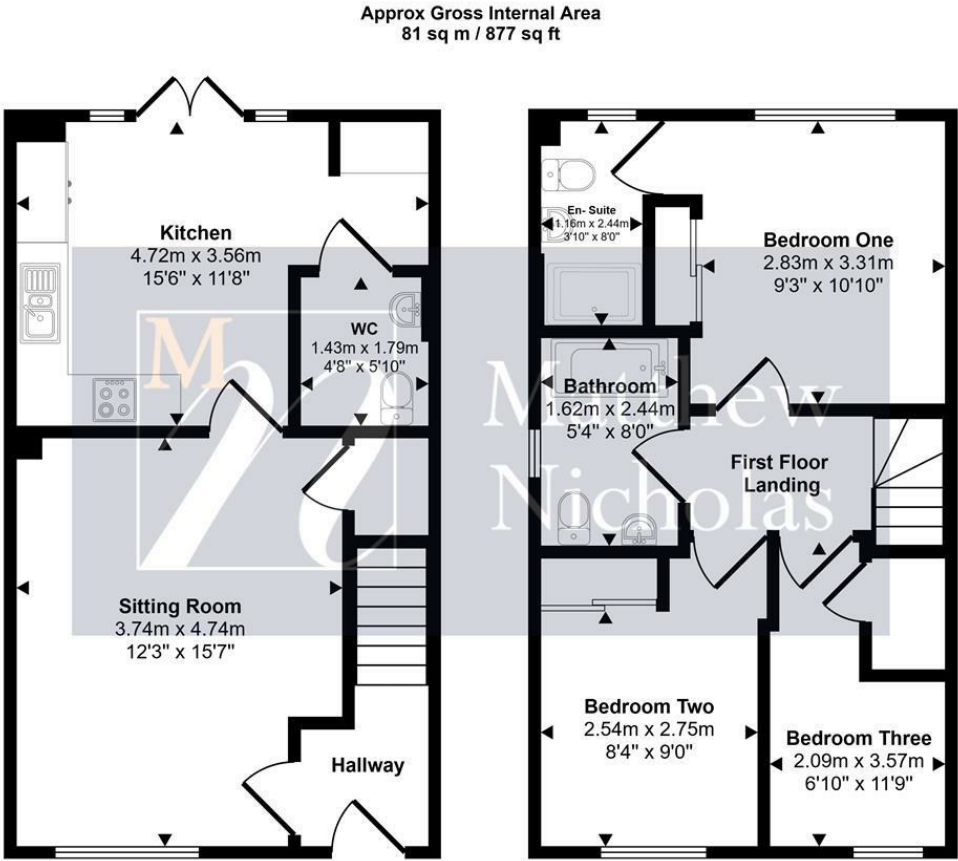 Approx Gross Internal Area
81 sq m / 877 sq ft
Kitchen
4.72m x 3.56m
15'6" x 11'8"
WC
1.43m x 1.79m
4'8" x 5'10"
Sitting Room
3.74m x 4.74m
12'3" x 15'7"
Hallway
En- Suite
1.16m x 2.44m
3'10" x 8'0"
Bedroom One
2.83m x 3.31m
9'3" x 10'10"
Bathroom
1.62m x 2.44m
5'4" x 8'0"
First Floor
Landing
Bedroom Two
2.54m x 2.75m
8'4" x 9'0"
Bedroom Three
2.09m x 3.57m
6'10" x 11'9"
M
n
Matthew
Nicholas